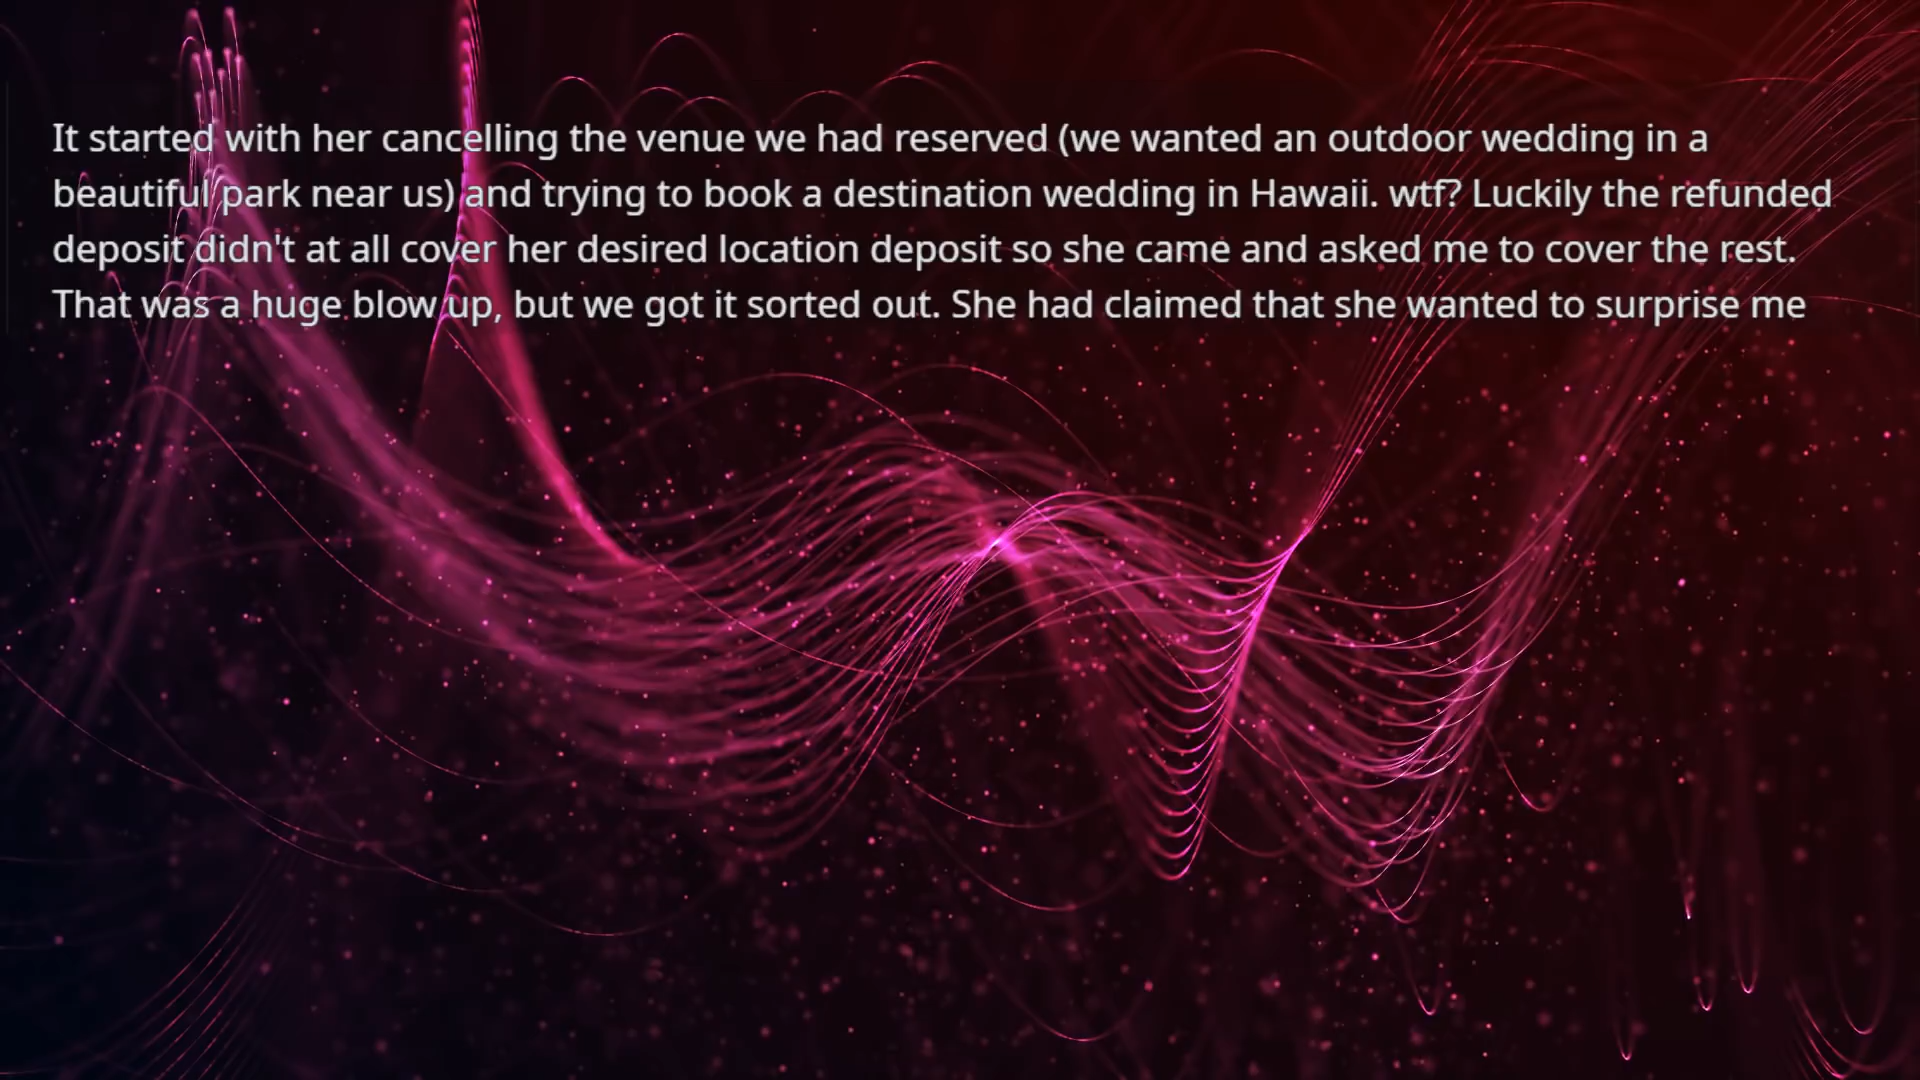 It started with her cancelling the venue we had reserved (we wanted an outdoor wedding in a
beautiful park near us) and trying to book a destination wedding in Hawaii. wtf? Luckily the refunded
deposit didn't at all cover her desired location deposit so she came and asked me to cover the rest.
That was a huge blow up, but we got it sorted out. She had claimed that she wanted to surprise me